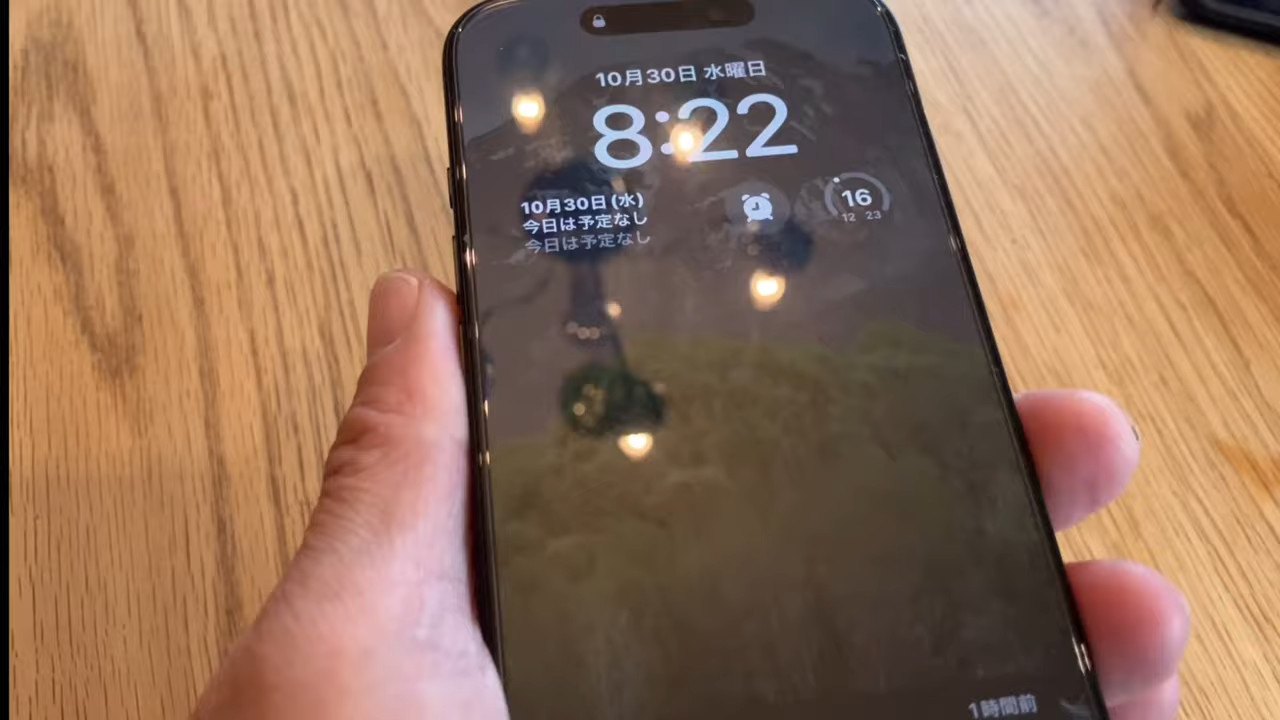 10月30日 水曜日
8:22
10月30日(水)
今日は予定なし
今日は予定なし
16
12 23
1時間前